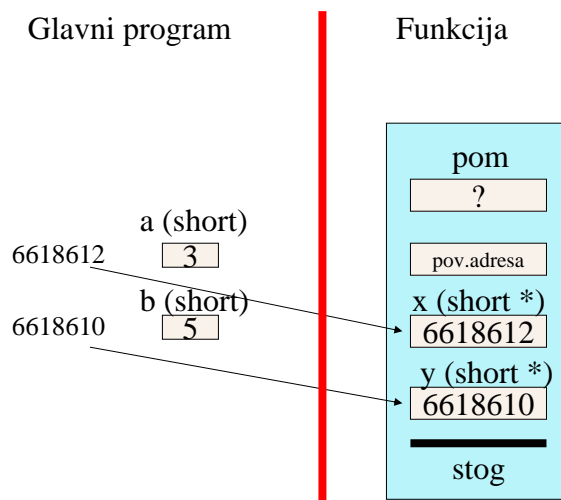 Glavni program
Funkcija
pom
?
a (short)
6618612
3
pov.adresa
b (short)
x (short *)
6618610
5
6618612
y (short *)
6618610
stog